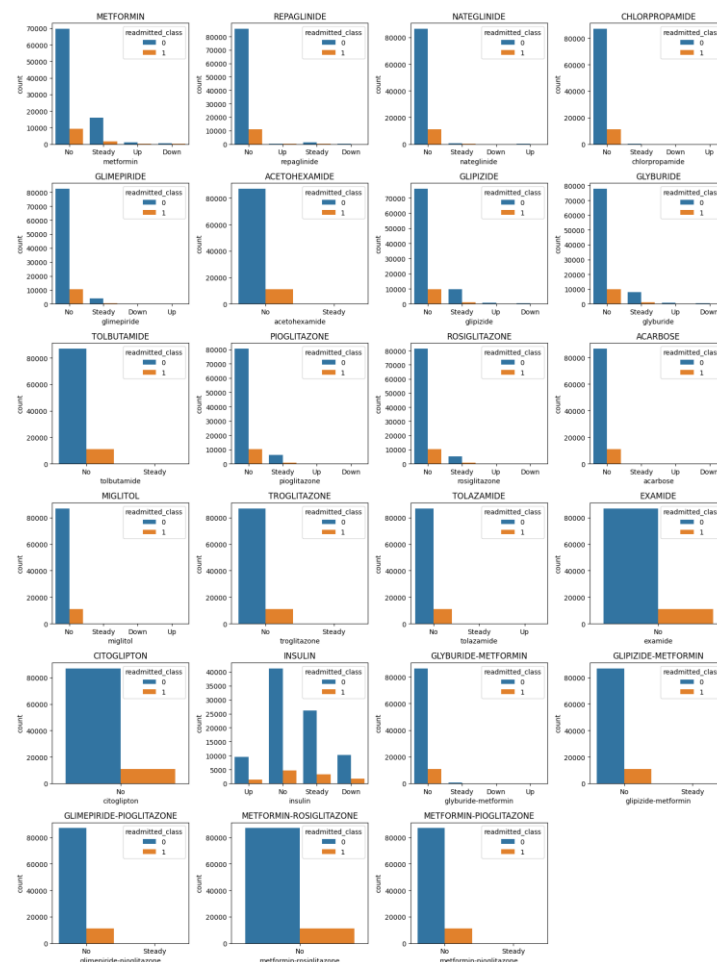 METFORMIN
readmitted_class
0
1
count
70000
60000
50000
40000
30000
20000
10000
0
No Steady Up Down
metformin
REPAGLINIDE
readmitted_class
0
1
count
80000
70000
60000
50000
40000
30000
20000
10000
0
No Up Steady Down
repaglinide
NATEGLINIDE
readmitted_class
0
1
count
80000
60000
40000
20000
0
No Steady Down Up
nateglinide
CHLORPROPAMIDE
readmitted_class
0
1
count
80000
60000
40000
20000
0
No Steady Down Up
chlorpropamide
GLIMEPIRIDE
readmitted_class
0
1
count
80000
70000
60000
50000
40000
30000
20000
10000
0
No Steady Down Up
glimepiride
ACETOHEXAMIDE
readmitted_class
0
1
count
80000
60000
40000
20000
0
No Steady
acetohexamide
GLIPIZIDE
readmitted_class
0
1
count
70000
60000
50000
40000
30000
20000
10000
0
No Steady Up Down
glipizide
GLYBURIDE
readmitted_class
0
1
count
80000
70000
60000
50000
40000
30000
20000
10000
0
No Steady Up Down
glyburide
TOLBUTAMIDE
readmitted_class
0
1
count
80000
60000
40000
20000
0
No Steady
tolbutamide
PIOGLITAZONE
readmitted_class
0
1
count
80000
70000
60000
50000
40000
30000
20000
10000
0
No Steady Up Down
pioglitazone
ROSIGLITAZONE
readmitted_class
0
1
count
80000
70000
60000
50000
40000
30000
20000
10000
0
No Steady Up Down
rosiglitazone
ACARBOSE
readmitted_class
0
1
count
80000
60000
40000
20000
0
No Steady Up Down
acarbose
MIGLITOL
readmitted_class
0
1
count
80000
60000
40000
20000
0
No Steady Down Up
miglitol
TROGLITAZONE
readmitted_class
0
1
count
80000
60000
40000
20000
0
No Steady
troglitazone
TOLAZAMIDE
readmitted_class
0
1
count
80000
60000
40000
20000
0
No Steady Up
tolazamide
EXAMIDE
readmitted_class
0
1
count
80000
60000
40000
20000
0
No
examide
CITOGLIPTON
readmitted_class
0
1
count
80000
60000
40000
20000
0
No
citoglipton
INSULIN
readmitted_class
0
1
count
40000
35000
30000
25000
20000
15000
10000
5000
0
Up No Steady Down
insulin
GLYBURIDE-METFORMIN
readmitted_class
0
1
count
80000
60000
40000
20000
0
No Steady Down Up
glyburide-metformin
GLIPIZIDE-METFORMIN
readmitted_class
0
1
count
80000
60000
40000
20000
0
No Steady
glipizide-metformin
GLIMEPIRIDE-PIOGLITAZONE
readmitted_class
0
1
count
80000
60000
40000
20000
0
No Steady
glimepiride-pioglitazone
METFORMIN-ROSIGLITAZONE
readmitted_class
0
1
count
80000
60000
40000
20000
0
No
metformin-rosiglitazone
METFORMIN-PIOGLITAZONE
readmitted_class
0
1
count
80000
60000
40000
20000
0
No Steady
metformin-pioglitazone